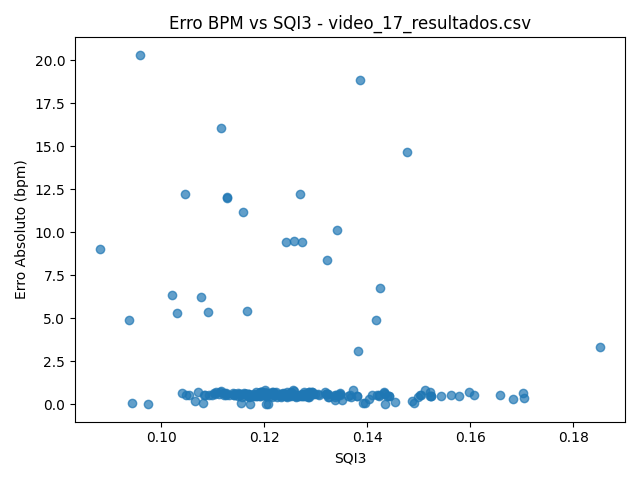 Erro BPM vs SQI3 - video_17_resultados.csv
Erro Absoluto (bpm)
20.0
17.5
15.0
12.5
10.0
7.5
5.0
2.5
0.0
0.10 0.12 0.14 0.16 0.18
SQI3